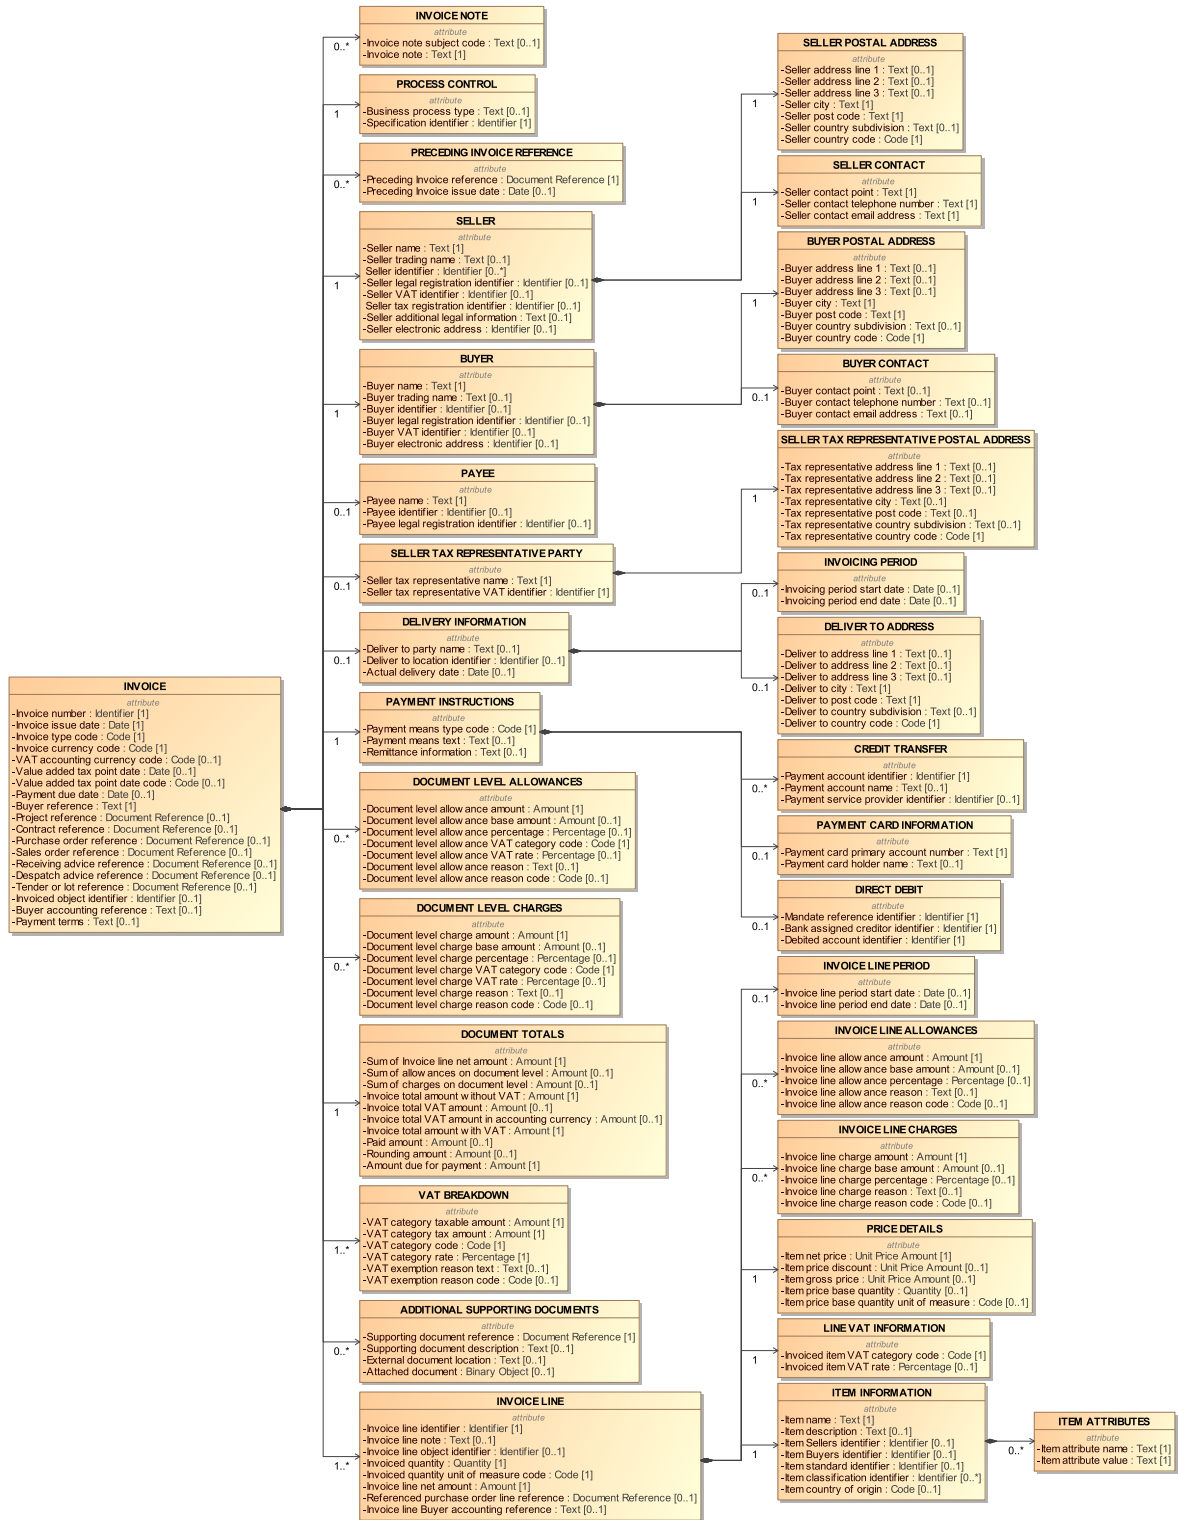 INVOICE
attribute
-Invoice number : Identifier [1]
-Invoice issue date : Date [1]
-Invoice type code : Code [1]
-Invoice currency code : Code [1]
-VAT accounting currency code : Code [0..1]
-Value added tax point date : Date [0..1]
-Value added tax point date code : Code [0..1]
-Payment due date : Date [0..1]
-Buyer reference : Text [1]
-Project reference : Document Reference [0..1]
-Contract reference : Document Reference [0..1]
-Purchase order reference : Document Reference [0..1]
-Sales order reference : Document Reference [0..1]
-Receiving advice reference : Document Reference [0..1]
-Despatch advice reference : Document Reference [0..1]
-Tender or lot reference : Document Reference [0..1]
-Invoiced object identifier : Identifier [0..1]
-Buyer accounting reference : Text [0..1]
-Payment terms : Text [0..1]
0..*
INVOICE NOTE
attribute
-Invoice note subject code : Text [0..1]
-Invoice note : Text [1]
1
PROCESS CONTROL
attribute
-Business process type : Text [0..1]
-Specification identifier : Identifier [1]
0..*
PRECEDING INVOICE REFERENCE
attribute
-Preceding Invoice reference : Document Reference [1]
-Preceding Invoice issue date : Date [0..1]
1
SELLER
attribute
-Seller name : Text [1]
-Seller trading name : Text [0..1]
Seller identifier : Identifier [0..*]
-Seller legal registration identifier : Identifier [0..1]
-Seller VAT identifier : Identifier [0..1]
Seller tax registration identifier : Identifier [0..1]
-Seller additional legal information : Text [0..1]
-Seller electronic address : Identifier [0..1]
1
BUYER
attribute
-Buyer name : Text [1]
-Buyer trading name : Text [0..1]
-Buyer identifier : Identifier [0..1]
-Buyer legal registration identifier : Identifier [0..1]
-Buyer VAT identifier : Identifier [0..1]
-Buyer electronic address : Identifier [0..1]
0..1
PAYEE
attribute
-Payee name : Text [1]
-Payee identifier : Identifier [0..1]
-Payee legal registration identifier : Identifier [0..1]
0..1
SELLER TAX REPRESENTATIVE PARTY
attribute
-Seller tax representative name : Text [1]
-Seller tax representative VAT identifier : Identifier [1]
0..1
DELIVERY INFORMATION
attribute
-Deliver to party name : Text [0..1]
-Deliver to location identifier : Identifier [0..1]
-Actual delivery date : Date [0..1]
1
PAYMENT INSTRUCTIONS
attribute
-Payment means type code : Code [1]
-Payment means text : Text [0..1]
-Remittance information : Text [0..1]
0..*
DOCUMENT LEVEL ALLOWANCES
attribute
-Document level allowance amount : Amount [1]
-Document level allowance base amount : Amount [0..1]
-Document level allowance percentage : Percentage [0..1]
-Document level allowance VAT category code : Code [1]
-Document level allowance VAT rate : Percentage [0..1]
-Document level allowance reason : Text [0..1]
-Document level allowance reason code : Code [0..1]
0..*
DOCUMENT LEVEL CHARGES
attribute
-Document level charge amount : Amount [1]
-Document level charge base amount : Amount [0..1]
-Document level charge percentage : Percentage [0..1]
-Document level charge VAT category code : Code [1]
-Document level charge VAT rate : Percentage [0..1]
-Document level charge reason : Text [0..1]
-Document level charge reason code : Code [0..1]
1
DOCUMENT TOTALS
attribute
-Sum of Invoice line net amount : Amount [1]
-Sum of allowances on document level : Amount [0..1]
-Sum of charges on document level : Amount [0..1]
-Invoice total amount without VAT : Amount [1]
-Invoice total VAT amount : Amount [0..1]
-Invoice total VAT amount in accounting currency : Amount [0..1]
-Invoice total amount with VAT : Amount [1]
-Paid amount : Amount [0..1]
-Rounding amount : Amount [0..1]
-Amount due for payment : Amount [1]
1..*
VAT BREAKDOWN
attribute
-VAT category taxable amount : Amount [1]
-VAT category tax amount : Amount [1]
-VAT category code : Code [1]
-VAT category rate : Percentage [1]
-VAT exemption reason text : Text [0..1]
-VAT exemption reason code : Code [0..1]
0..*
ADDITIONAL SUPPORTING DOCUMENTS
attribute
-Supporting document reference : Document Reference [1]
-Supporting document description : Text [0..1]
-External document location : Text [0..1]
-Attached document : Binary Object [0..1]
1..*
INVOICE LINE
attribute
-Invoice line identifier : Identifier [1]
-Invoice line note : Text [0..1]
-Invoice line object identifier : Identifier [0..1]
-Invoiced quantity : Quantity [1]
-Invoiced quantity unit of measure code : Code [1]
-Invoice line net amount : Amount [1]
-Referenced purchase order line reference : Document Reference [0..1]
-Invoice line Buyer accounting reference : Text [0..1]
1
SELLER POSTAL ADDRESS
attribute
-Seller address line 1 : Text [0..1]
-Seller address line 2 : Text [0..1]
-Seller address line 3 : Text [0..1]
-Seller city : Text [1]
-Seller post code : Text [1]
-Seller country subdivision : Text [0..1]
-Seller country code : Code [1]
1
SELLER CONTACT
attribute
-Seller contact point : Text [1]
-Seller contact telephone number : Text [1]
-Seller contact email address : Text [1]
1
BUYER POSTAL ADDRESS
attribute
-Buyer address line 1 : Text [0..1]
-Buyer address line 2 : Text [0..1]
-Buyer address line 3 : Text [0..1]
-Buyer city : Text [1]
-Buyer post code : Text [1]
-Buyer country subdivision : Text [0..1]
-Buyer country code : Code [1]
0..1
BUYER CONTACT
attribute
-Buyer contact point : Text [0..1]
-Buyer contact telephone number : Text [0..1]
-Buyer contact email address : Text [0..1]
1
SELLER TAX REPRESENTATIVE POSTAL ADDRESS
attribute
-Tax representative address line 1 : Text [0..1]
-Tax representative address line 2 : Text [0..1]
-Tax representative address line 3 : Text [0..1]
-Tax representative city : Text [0..1]
-Tax representative post code : Text [0..1]
-Tax representative country subdivision : Text [0..1]
-Tax representative country code : Code [1]
0..1
INVOICING PERIOD
attribute
-Invoicing period start date : Date [0..1]
-Invoicing period end date : Date [0..1]
0..1
DELIVER TO ADDRESS
attribute
-Deliver to address line 1 : Text [0..1]
-Deliver to address line 2 : Text [0..1]
-Deliver to address line 3 : Text [0..1]
-Deliver to city : Text [1]
-Deliver to post code : Text [1]
-Deliver to country subdivision : Text [0..1]
-Deliver to country code : Code [1]
0..*
CREDIT TRANSFER
attribute
-Payment account identifier : Identifier [1]
-Payment account name : Text [0..1]
-Payment service provider identifier : Identifier [0..1]
0..1
PAYMENT CARD INFORMATION
attribute
-Payment card primary account number : Text [1]
-Payment card holder name : Text [0..1]
0..1
DIRECT DEBIT
attribute
-Mandate reference identifier : Identifier [1]
-Bank assigned creditor identifier : Identifier [1]
-Debited account identifier : Identifier [1]
0..1
INVOICE LINE PERIOD
attribute
-Invoice line period start date : Date [0..1]
-Invoice line period end date : Date [0..1]
0..*
INVOICE LINE ALLOWANCES
attribute
-Invoice line allowance amount : Amount [1]
-Invoice line allowance base amount : Amount [0..1]
-Invoice line allowance percentage : Percentage [0..1]
-Invoice line allowance reason : Text [0..1]
-Invoice line allowance reason code : Code [0..1]
0..*
INVOICE LINE CHARGES
attribute
-Invoice line charge amount : Amount [1]
-Invoice line charge base amount : Amount [0..1]
-Invoice line charge percentage : Percentage [0..1]
-Invoice line charge reason : Text [0..1]
-Invoice line charge reason code : Code [0..1]
1
PRICE DETAILS
attribute
-Item net price : Unit Price Amount [1]
-Item price discount : Unit Price Amount [0..1]
-Item gross price : Unit Price Amount [0..1]
-Item price base quantity : Quantity [0..1]
-Item price base quantity unit of measure : Code [0..1]
1
LINE VAT INFORMATION
attribute
-Invoiced item VAT category code : Code [1]
-Invoiced item VAT rate : Percentage [0..1]
1
ITEM INFORMATION
attribute
-Item name : Text [1]
-Item description : Text [0..1]
-Item Sellers identifier : Identifier [0..1]
-Item Buyers identifier : Identifier [0..1]
-Item standard identifier : Identifier [0..1]
-Item classification identifier : Identifier [0..*]
-Item country of origin : Code [0..1]
0..*
ITEM ATTRIBUTES
attribute
-Item attribute name : Text [1]
-Item attribute value : Text [1]